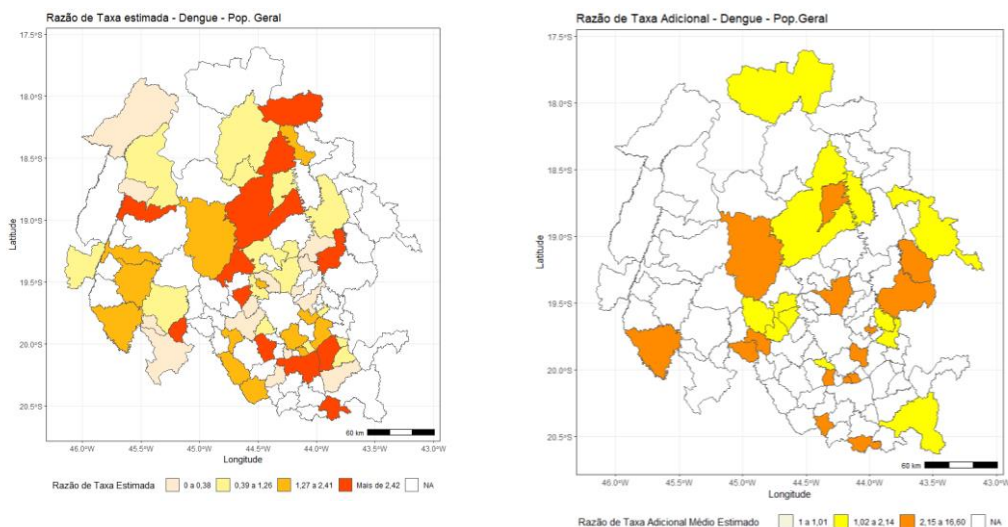 Razão de Taxa estimada - Dengue - Pop. Geral
17.5°S
18.0°S
18.5°S
19.0°S
19.5°S
20.0°S
20.5°S
Latitude
60 km
46.0°W 45.5°W 45.0°W 44.5°W 44.0°W 43.5°W 43.0°W
Longitude
Razão de Taxa Estimada 0 a 0,38 0,39 a 1,26 1,27 a 2,41 Mais de 2,42 NA
Razão de Taxa Adicional - Dengue - Pop.Geral
17.5°S
18.0°S
18.5°S
19.0°S
19.5°S
20.0°S
20.5°S
Latitude
60 km
46.0°W 45.5°W 45.0°W 44.5°W 44.0°W 43.5°W 43.0°W
Longitude
Razão de Taxa Adicional Médio Estimado 1 a 1,01 1,02 a 2,14 2,15 a 16,60 NA